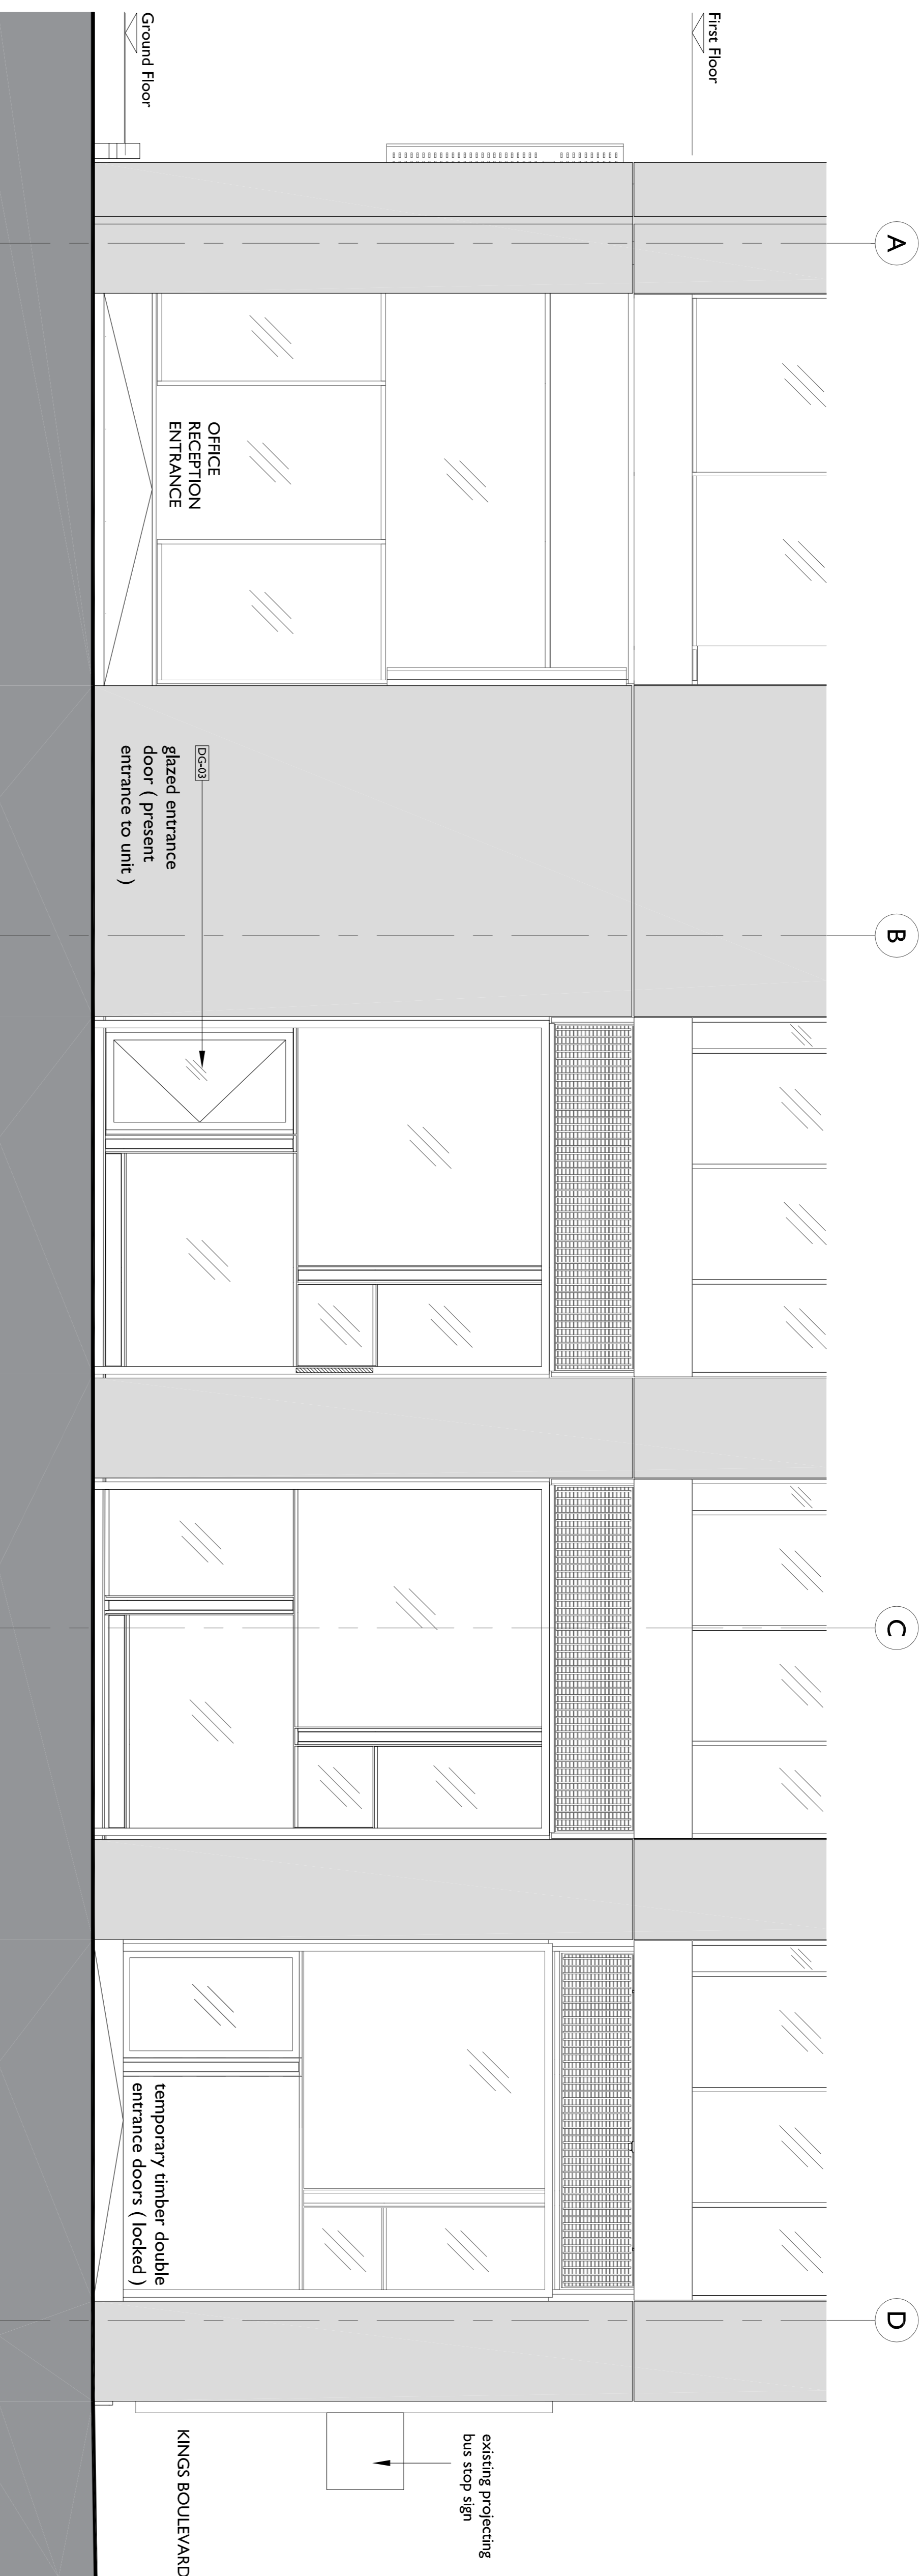 A
B
C
D
First Floor
Ground Floor
OFFICE
RECEPTION
ENTRANCE
DG-03
glazed entrance
door ( present
entrance to unit )
temporary timber double
entrance doors ( locked )
existing projecting
bus stop sign
KINGS BOULEVARD